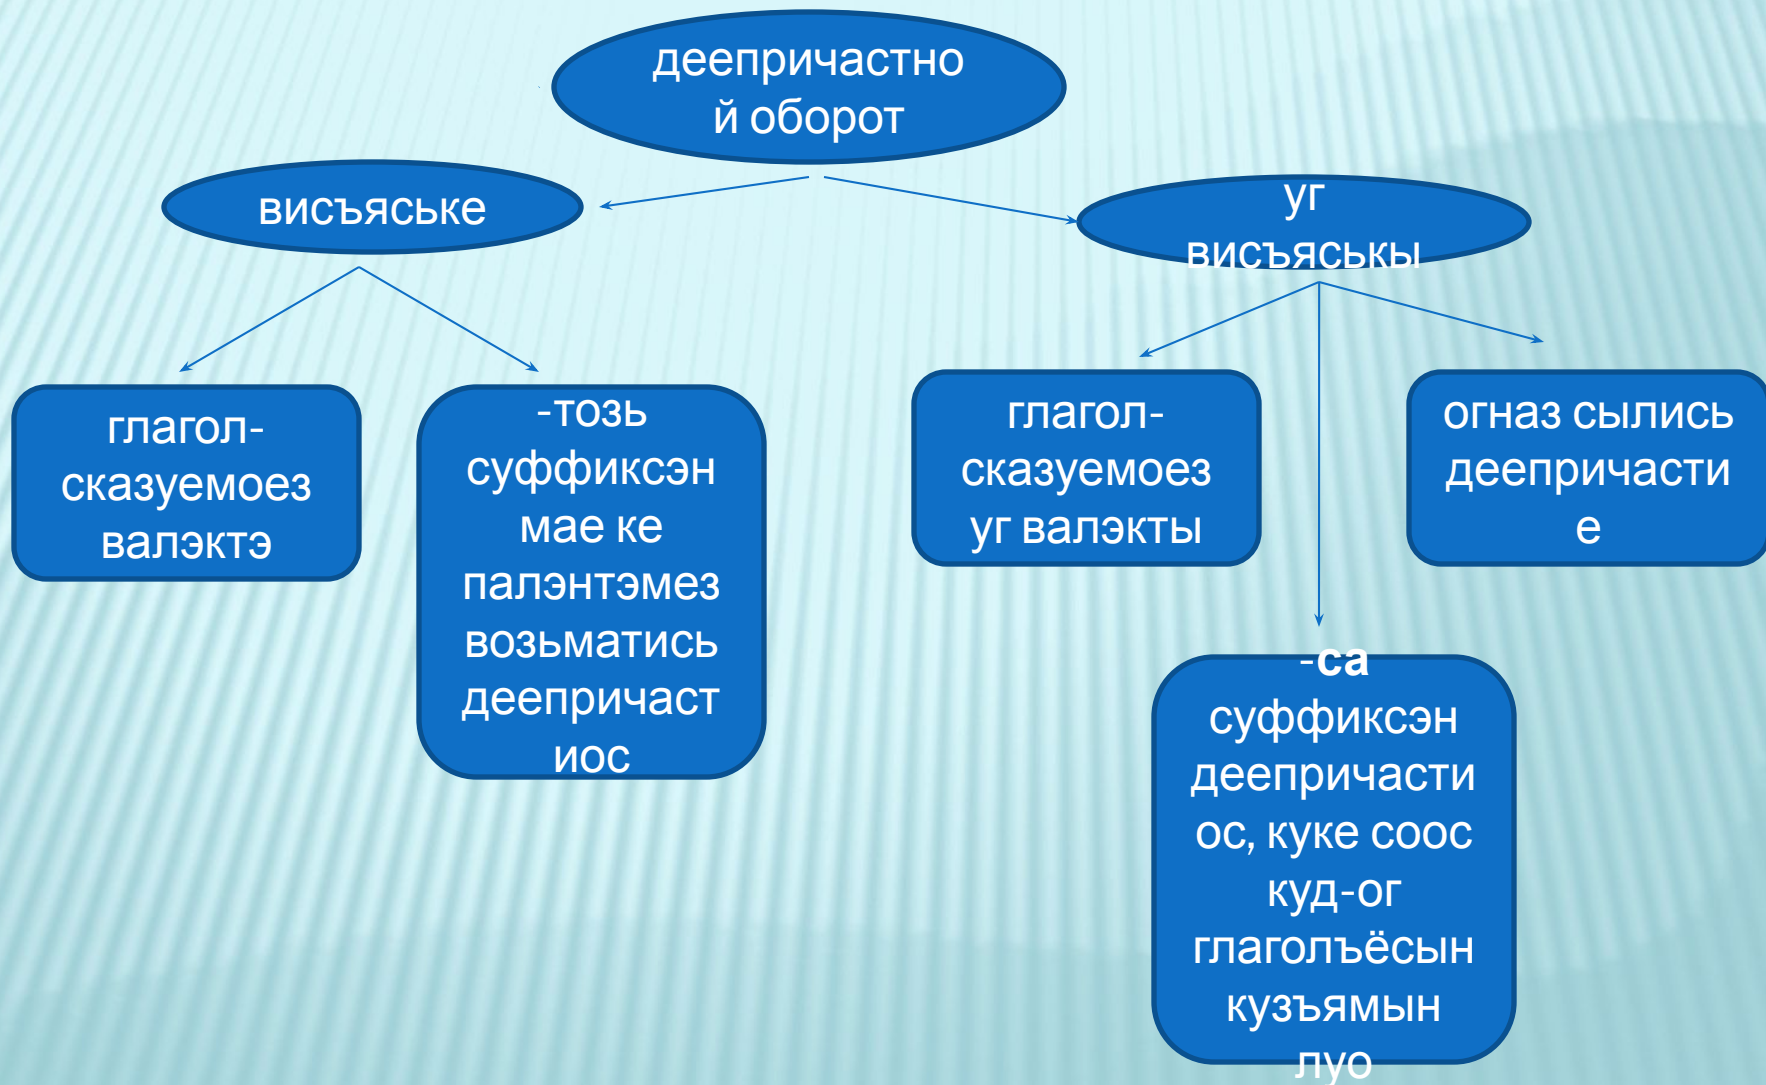 деепричастно
й оборот
висъяське
уг
висъяськы
глагол-
сказуемоез
валэктэ
-тозь
суффиксэн
мае ке
палэнтэмез
возьматись
деепричаст
иос
глагол-
сказуемоез
уг валэкты
огназ сылись
деепричасти
е
-са
суффиксэн
деепричасти
ос, куке соос
куд-ог
глаголъёсын
кузъямын
луо